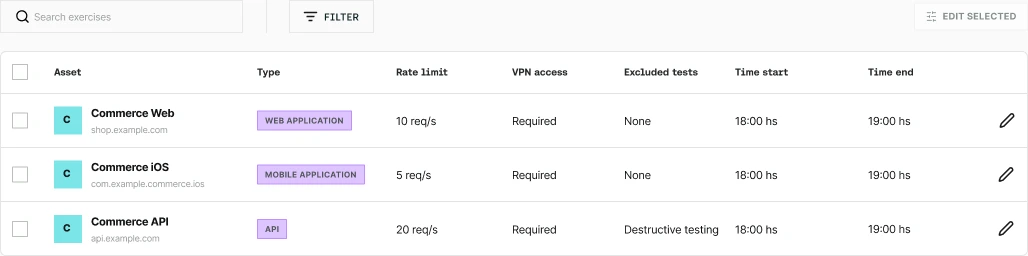 Search exercises
FILTER
EDIT SELECTED
Asset Type Rate limit VPN access Excluded tests Time start Time end
C Commerce Web WEB APPLICATION 10 req/s Required None 18:00 hs 19:00 hs
shop.example.com
C Commerce iOS MOBILE APPLICATION 5 req/s Required None 18:00 hs 19:00 hs
com.example.commerce.ios
C Commerce API API 20 req/s Required Destructive testing 18:00 hs 19:00 hs
api.example.com